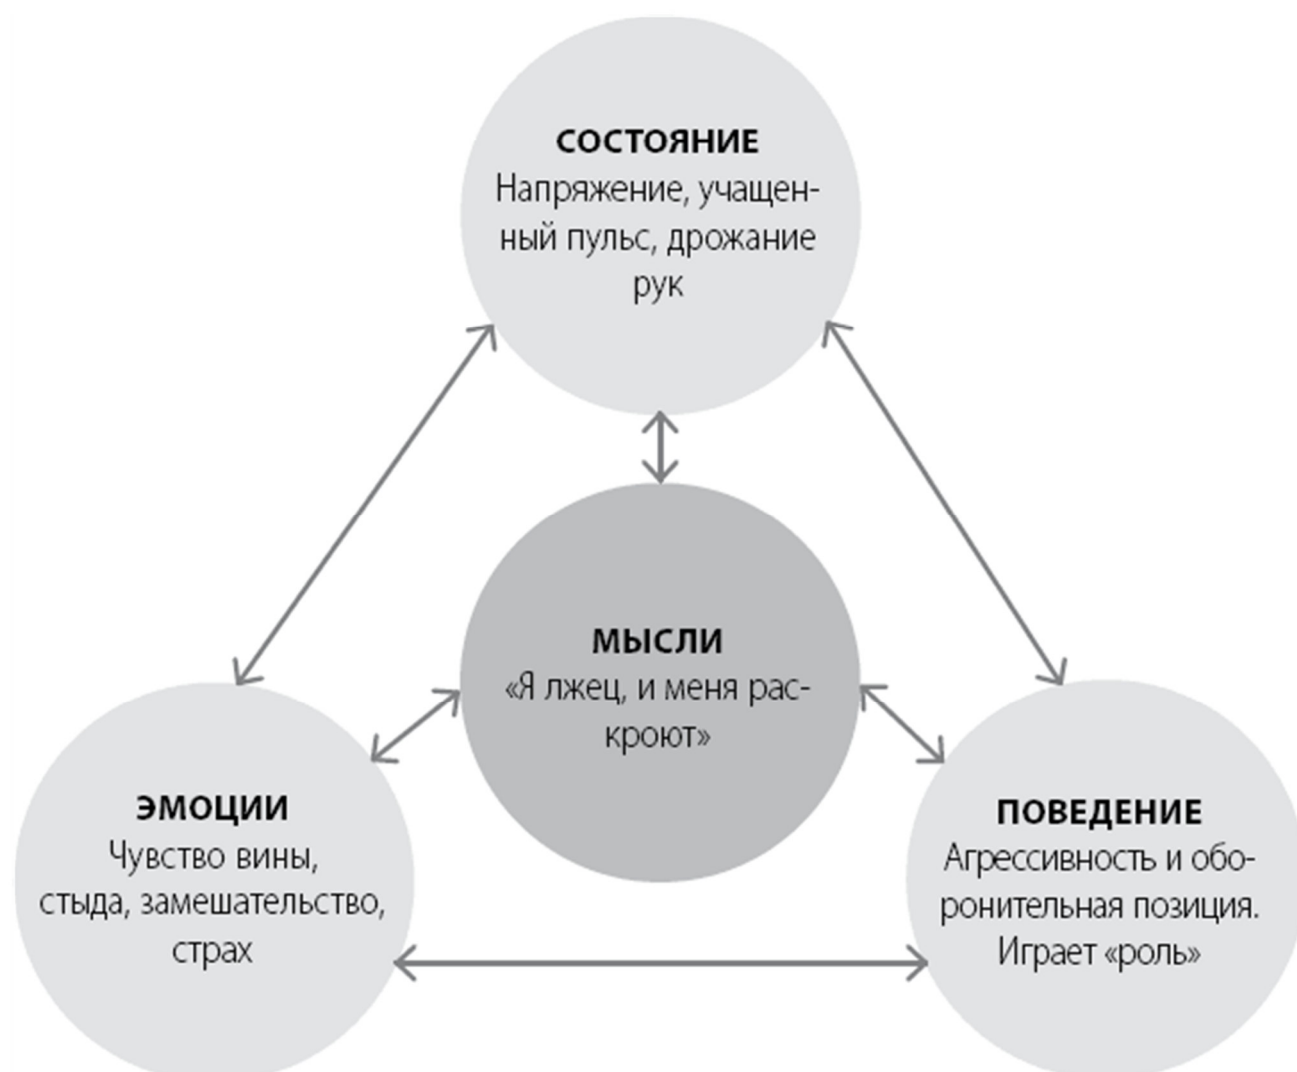 СОСТОЯНИЕ
Напряжение, учащен-
ный пульс, дрожание
рук
МЫСЛИ
«Я лжец, и меня рас-
кроют»
ЭМОЦИИ
Чувство вины,
стыда, замешательство,
страх
ПОВЕДЕНИЕ
Агрессивность и обо-
ронительная позиция.
Играет «роль»